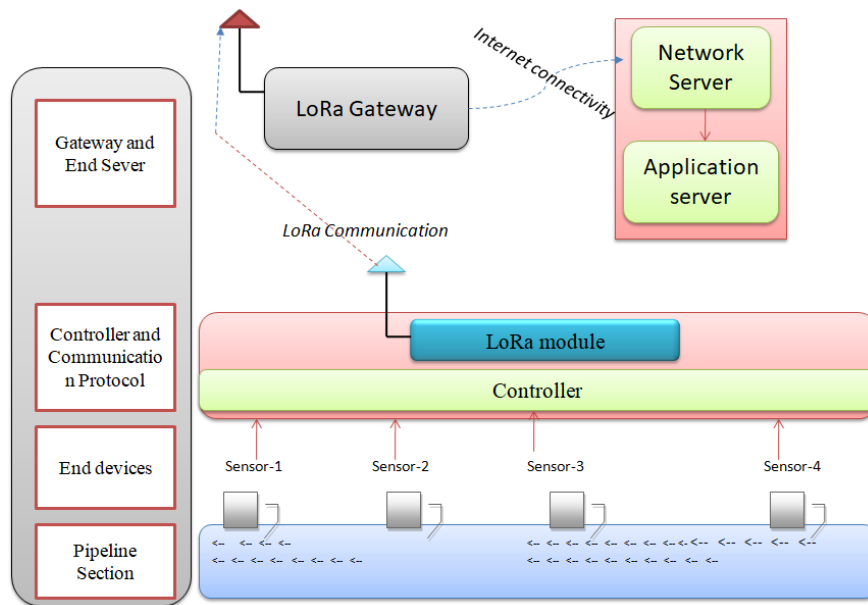 LoRa Gateway
Internet connectivity
Network
Server
Application
server
Gateway and
End Sever
LoRa Communication
Controller and
Communicatio
n Protocol
LoRa module
Controller
End devices
Sensor-1
Sensor-2
Sensor-3
Sensor-4
Pipeline
Section